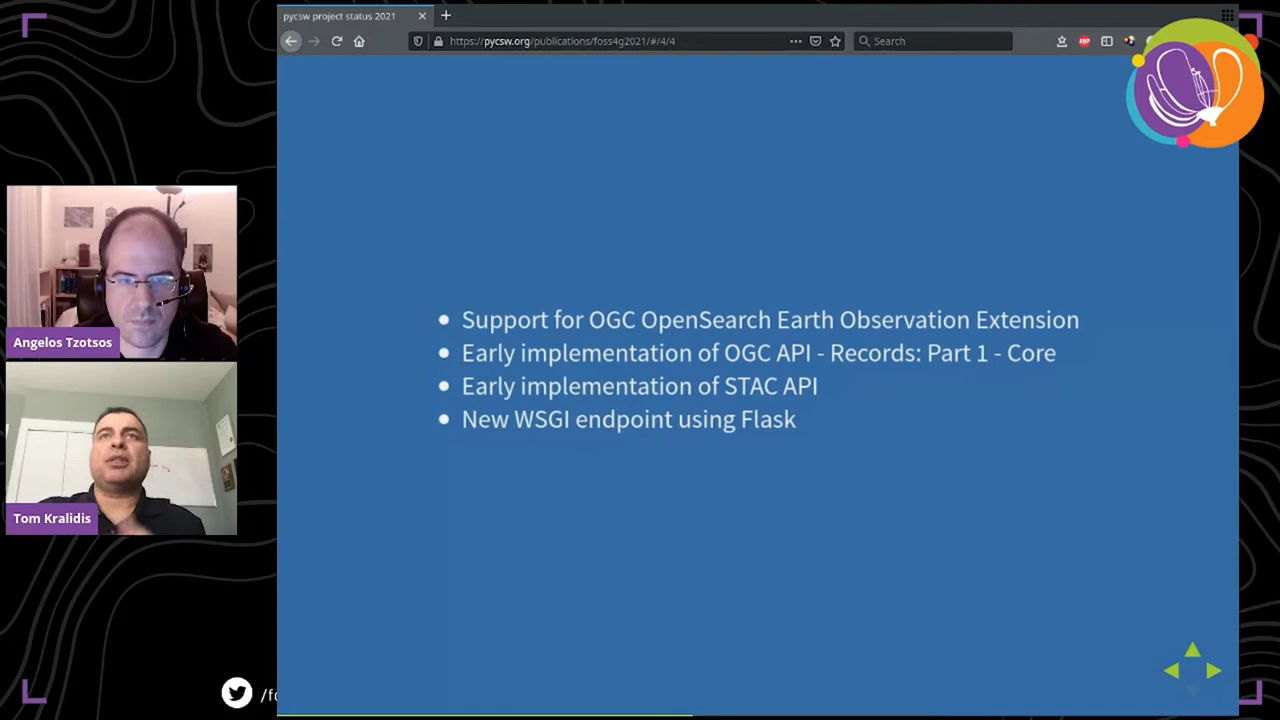 pycsw project status 2021
https://pycsw.org/publications/foss4g2021/#/4/4
Search
ABP
Support for OGC OpenSearch Earth Observation Extension
Early implementation of OGC API - Records: Part 1 - Core
Early implementation of STAC API
New WSGI endpoint using Flask
Angelos Tzotsos
Tom Kralidis